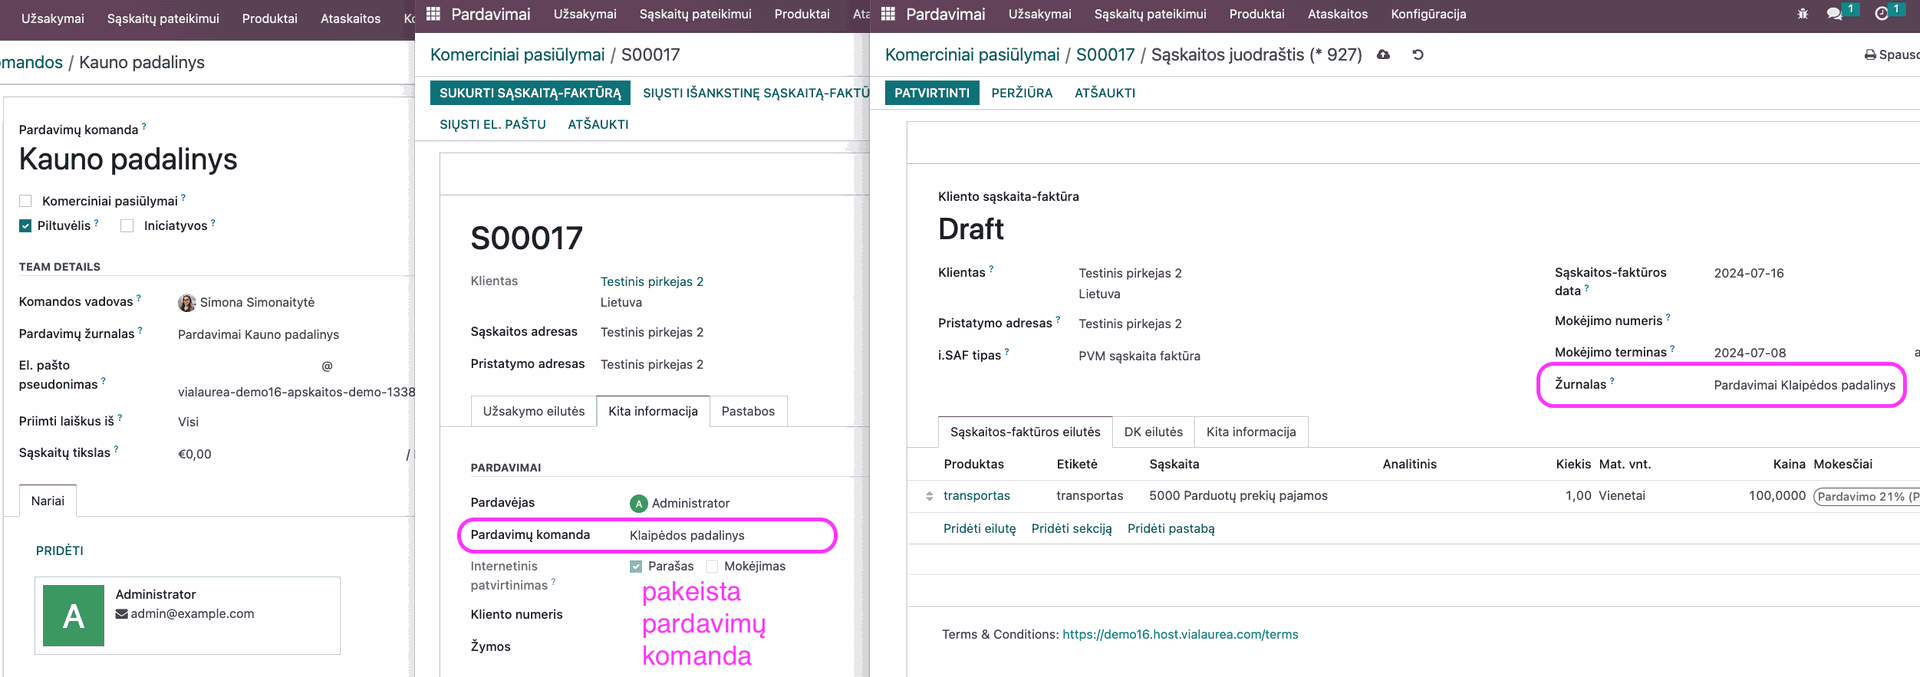 Užsakymai Sąskaitų pateikimui Produktai Ataskaitos
mandos / Kauno padalinys
Pardavimų komanda ?
Kauno padalinys
Komerciniai pasiūlymai ?
Piltuvėlis ? Iniciatyvos ?
TEAM DETAILS
Komandos vadovas ? Simona Simonaitytė
Pardavimų žurnalas ? Pardavimai Kauno padalinys
El. pašto
pseudonimas ?
@
vialaurea-demo16-apskaitos-demo-1338
Priimti laiškus iš ? Visi
Sąskaitų tikslas ? €0,00 /
Nariai
PRIDĖTI
A
Administrator
admin@example.com
Pardavimai Užsakymai Sąskaitų pateikimui Produktai Ata
Komerciniai pasiūlymai / S00017
SUKURTI SĄSKAITĄ-FAKTŪRĄ SIŲSTI IŠANKSTINĘ SĄSKAITĄ-FAKTŪ
SIŲSTI EL. PAŠTU ATŠAUKTI
S00017
Klientas Testinis pirkejas 2
Lietuva
Sąskaitos adresas Testinis pirkejas 2
Pristatymo adresas Testinis pirkejas 2
Užsakymo eilutės Kita informacija Pastabos
PARDAVIMAI
Pardavėjas A Administrator
Pardavimų komanda Klaipėdos padalinys
Internetinis
patvirtinimas ?
Parašas Mokėjimas
Kliento numeris
Žymos
pakeista
pardavimų
komanda
Pardavimai Užsakymai Sąskaitų pateikimui Produktai Ataskaitos Konfigūracija 1 1
Komerciniai pasiūlymai / S00017 / Sąskaitos juodraštis (* 927) Spausd
PATVIRTINTI PERŽIŪRA ATŠAUKTI
Kliento sąskaita-faktūra
Draft
Klientas ? Testinis pirkejas 2
Lietuva
Pristatymo adresas ? Testinis pirkejas 2
i.SAF tipas ? PVM sąskaita faktūra
Sąskaitos-faktūros
data ?
2024-07-16
Mokėjimo numeris ?
Mokėjimo terminas ? 2024-07-08
Žurnalas ? Pardavimai Klaipėdos padalinys
Sąskaitos-faktūros eilutės DK eilutės Kita informacija
Produktas Etiketė Sąskaita Analitinis Kiekis Mat. vnt. Kaina Mokesčiai
transportas transportas 5000 Parduotų prekių pajamos 1,00 Vienetai 100,0000 Pardavimo 21% (P
Pridėti eilutę Pridėti sekciją Pridėti pastabą
Terms & Conditions: https://demo16.host.vialaurea.com/terms